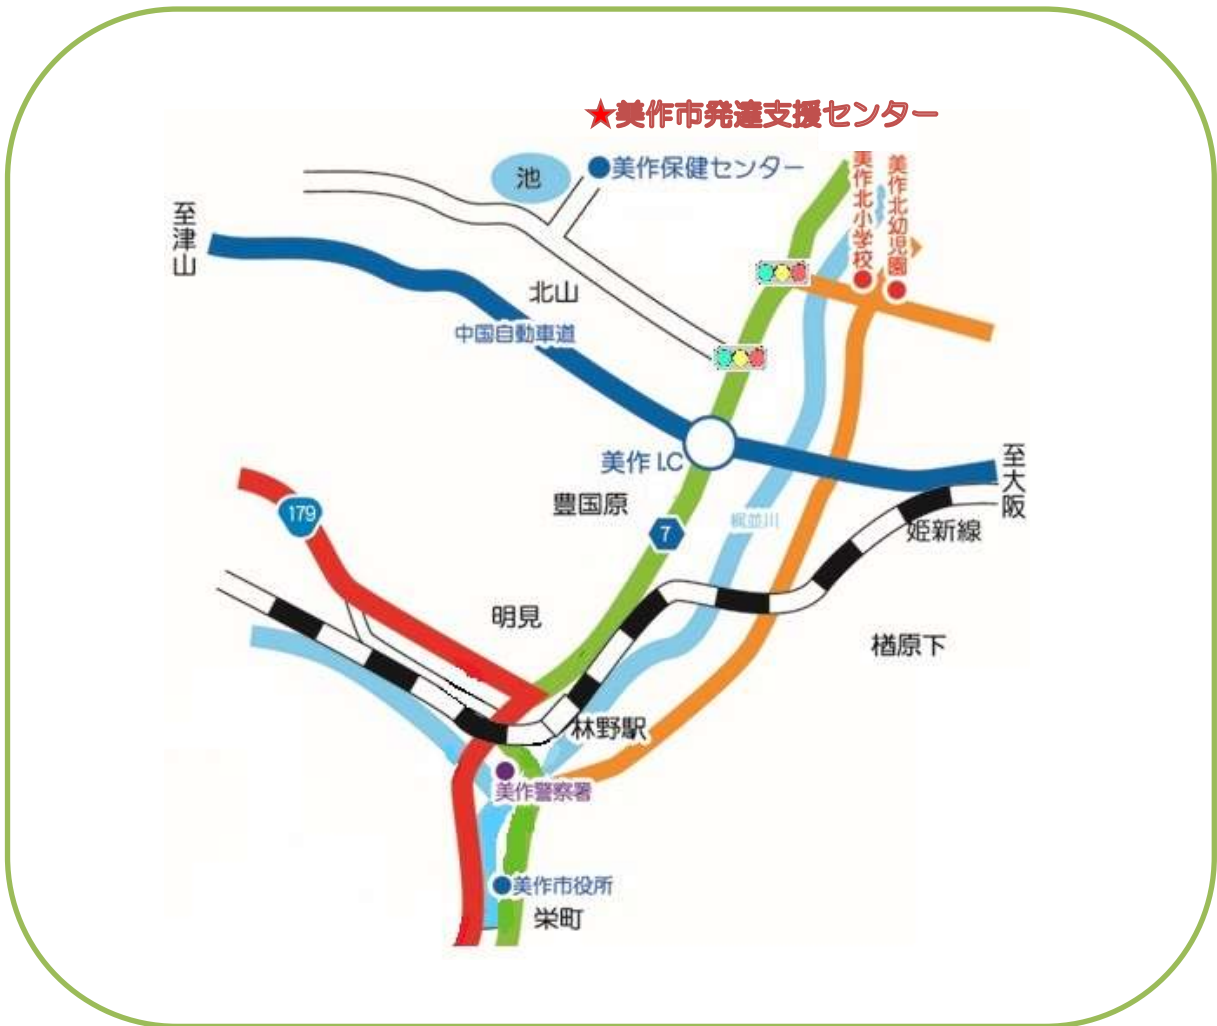 ★美作市発達支援センター
池
美作保健センター
美作北小学校
美作北幼児園
至津山
北山
中国自動車道
美作I.C
至大阪
179
豊国原
7
梶並川
姫新線
明見
楢原下
林野駅
美作警察署
美作市役所
栄町